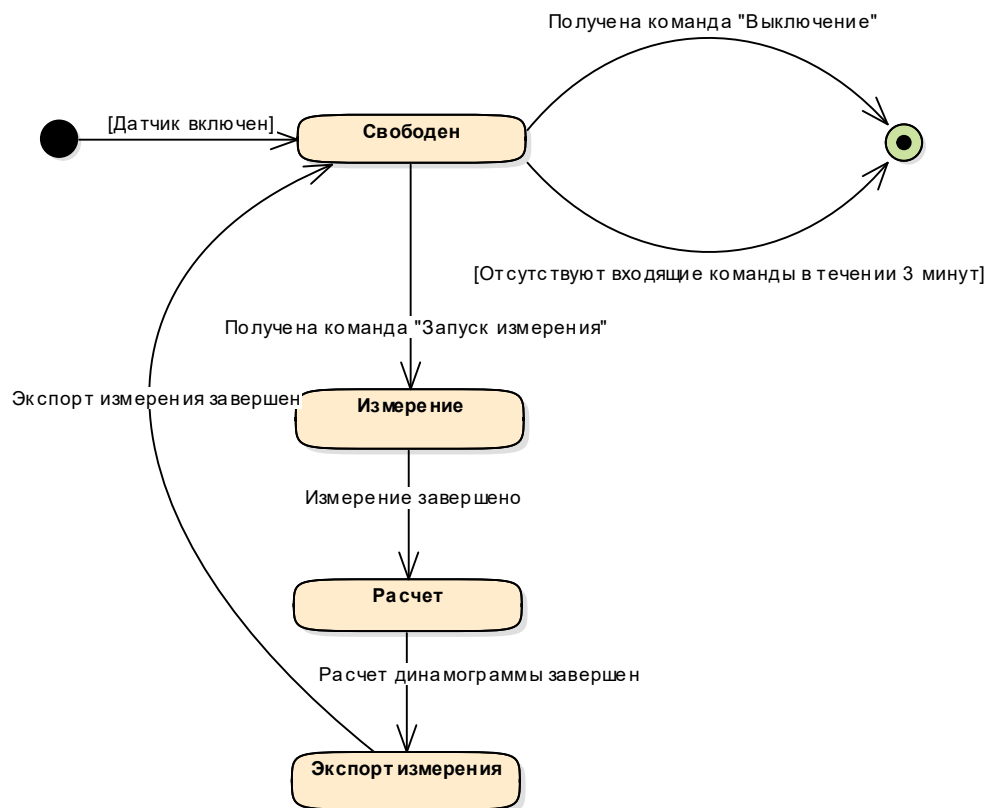 Получена команда "Выключение"
[Датчик включен]
Свободен
[Отсутствуют входящие команды в течении 3 минут]
Получена команда "Запуск измерения"
Экспорт измерения завершен
Измерение
Измерение завершено
Расчет
Расчет динамограммы завершен
Экспорт измерения